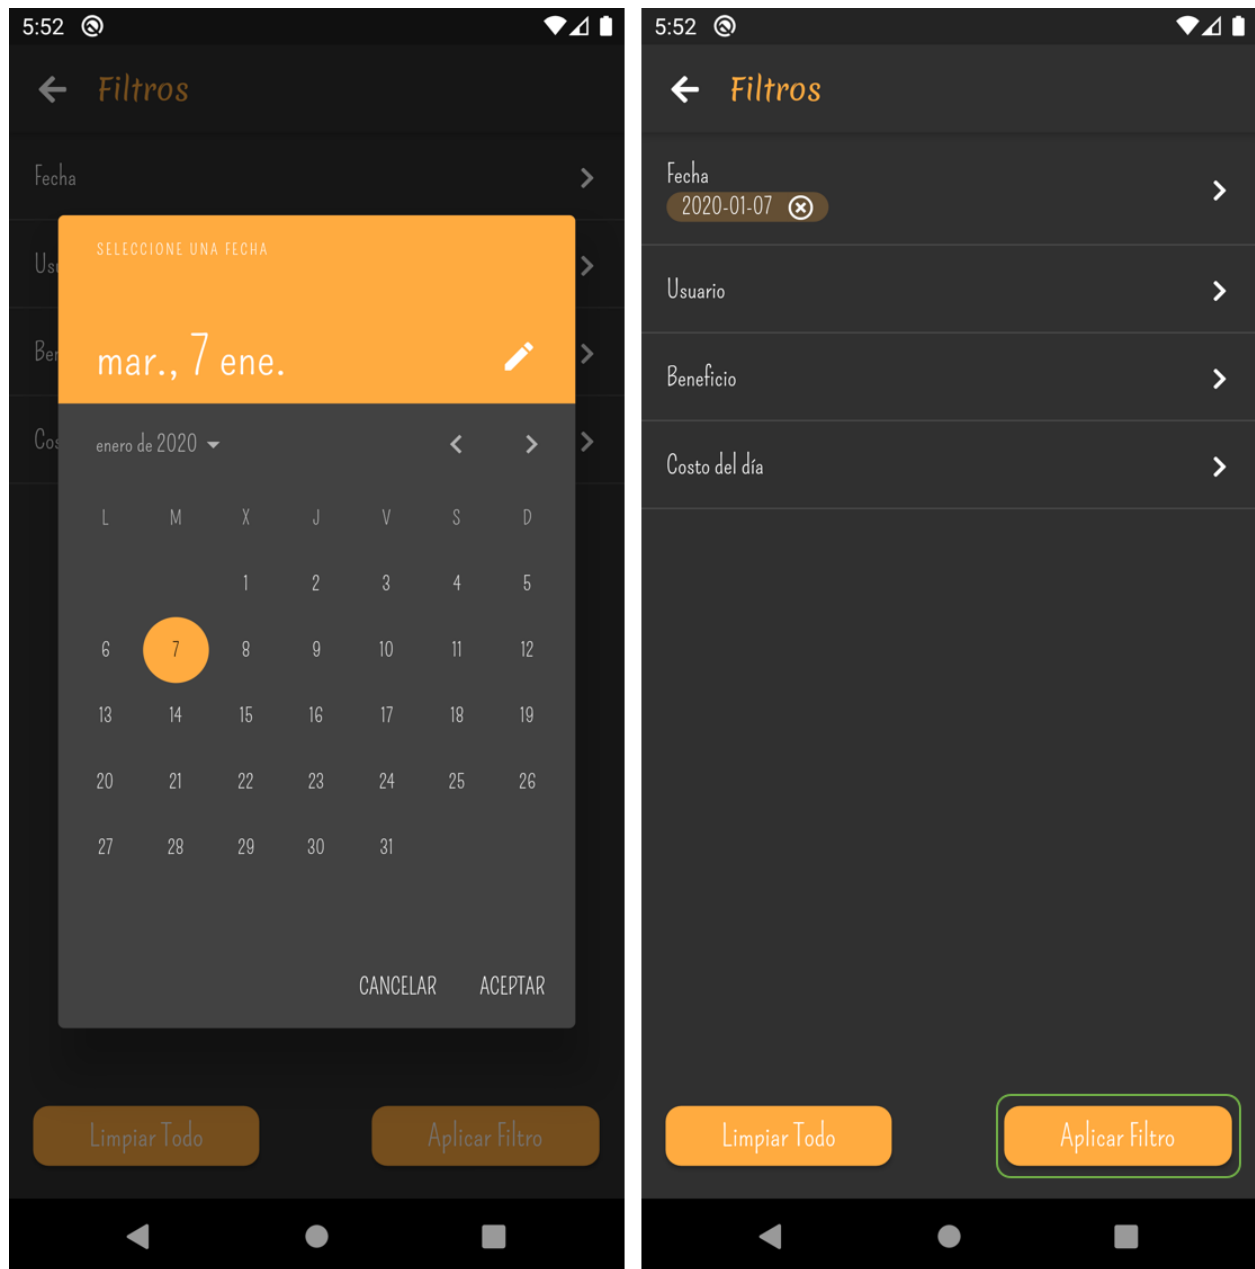 5:52
Filtros
Fecha
Usu
SELECCIONE UNA FECHA
mar., 7 ene.
Ben
Cos
enero de 2020
L M X J V S D
1 2 3 4 5
6 7 8 9 10 11 12
13 14 15 16 17 18 19
20 21 22 23 24 25 26
27 28 29 30 31
CANCELAR ACEPTAR
Limpiar Todo Aplicar Filtro
5:52
Filtros
Fecha
2020-01-07
Usuario
Beneficio
Costo del día
Limpiar Todo Aplicar Filtro